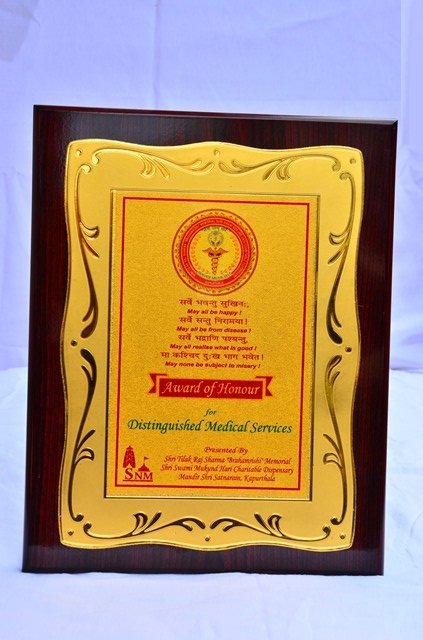 सर्वे भवन्तु सुखिनः,
May all be happy !
सर्वे सन्तु निरामया !
May all be from disease !
सर्वे भद्राणि पश्यन्तु,
May all realise what is good !
मा कश्चिद दुःख भाग भवेत !
May none be subject to misery !
Award of Honour
for
Distinguished Medical Services
Presented By
Shri Tilak Raj Sharma 'Brahamrishi' Memorial
Shri Swami Mukynd Hari Charitable Dispensary
Mandir Shri Satnarain, Kapurthala
SNM